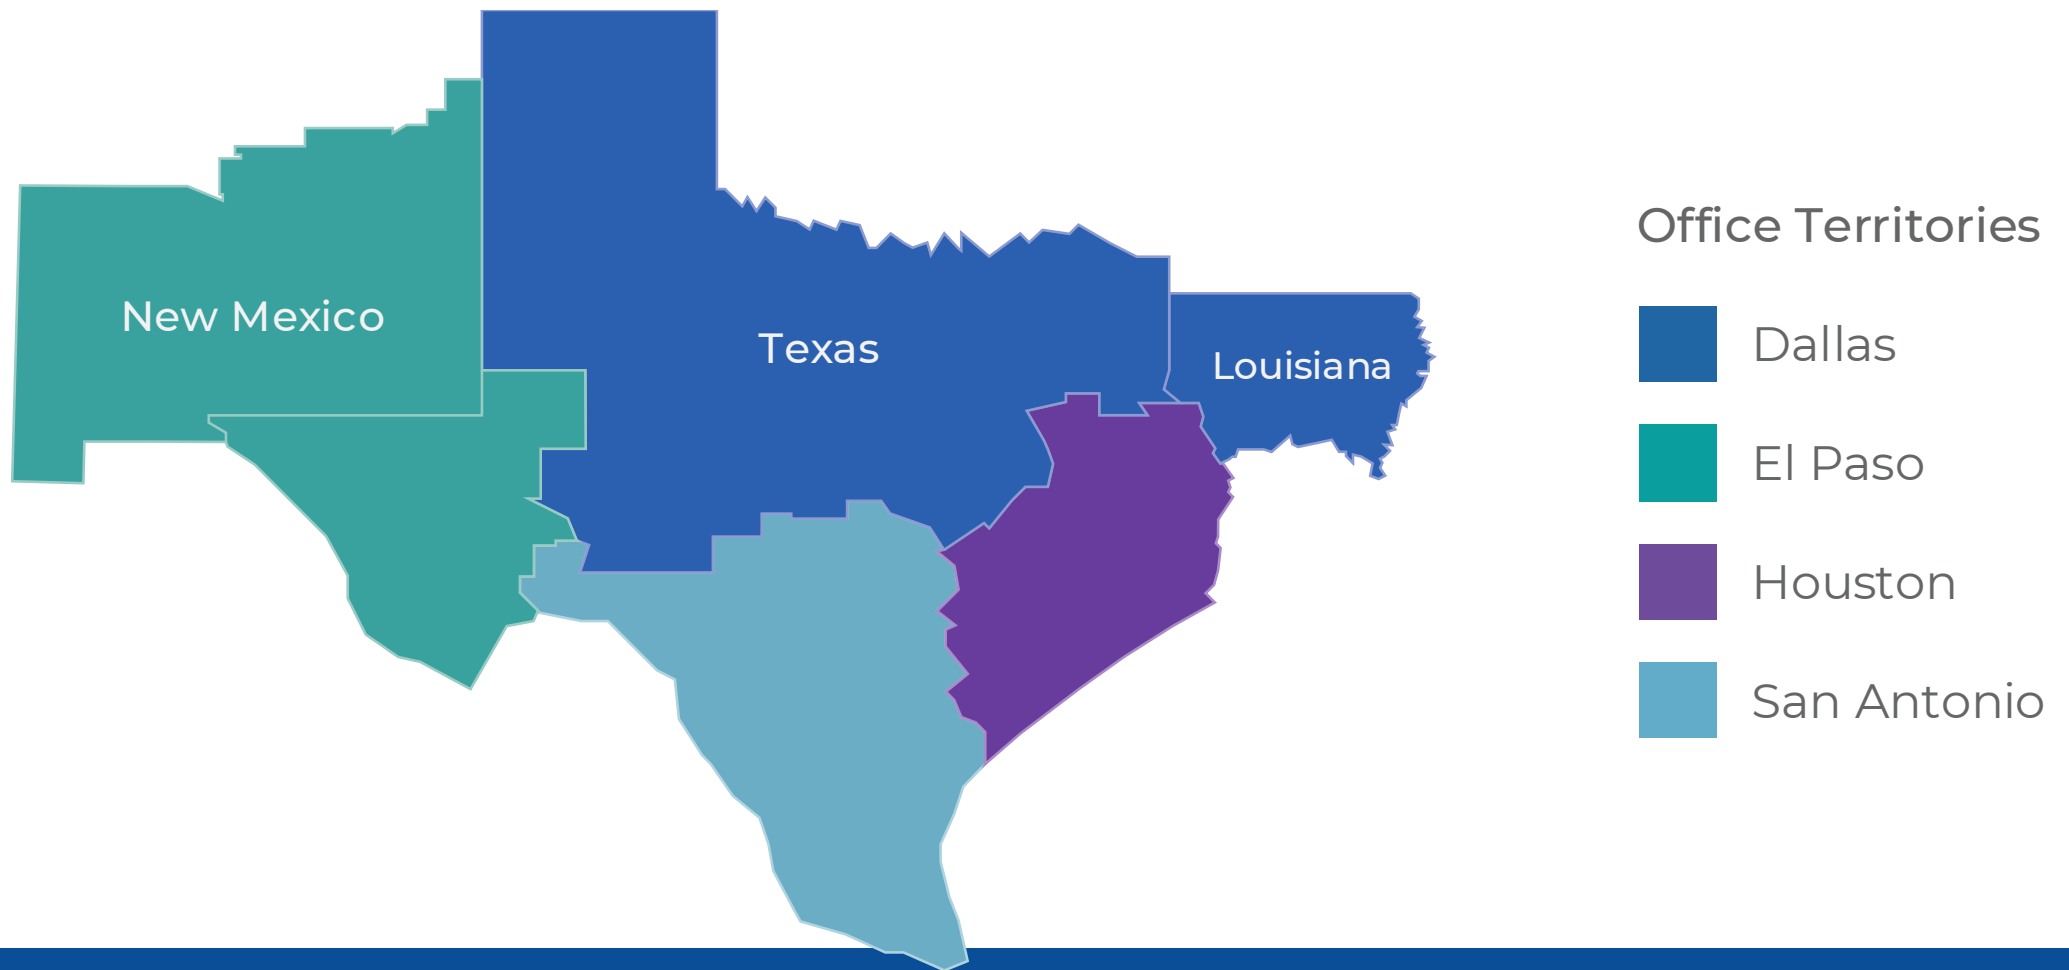 New Mexico
Texas
Louisiana
Office Territories
Dallas
El Paso
Houston
San Antonio